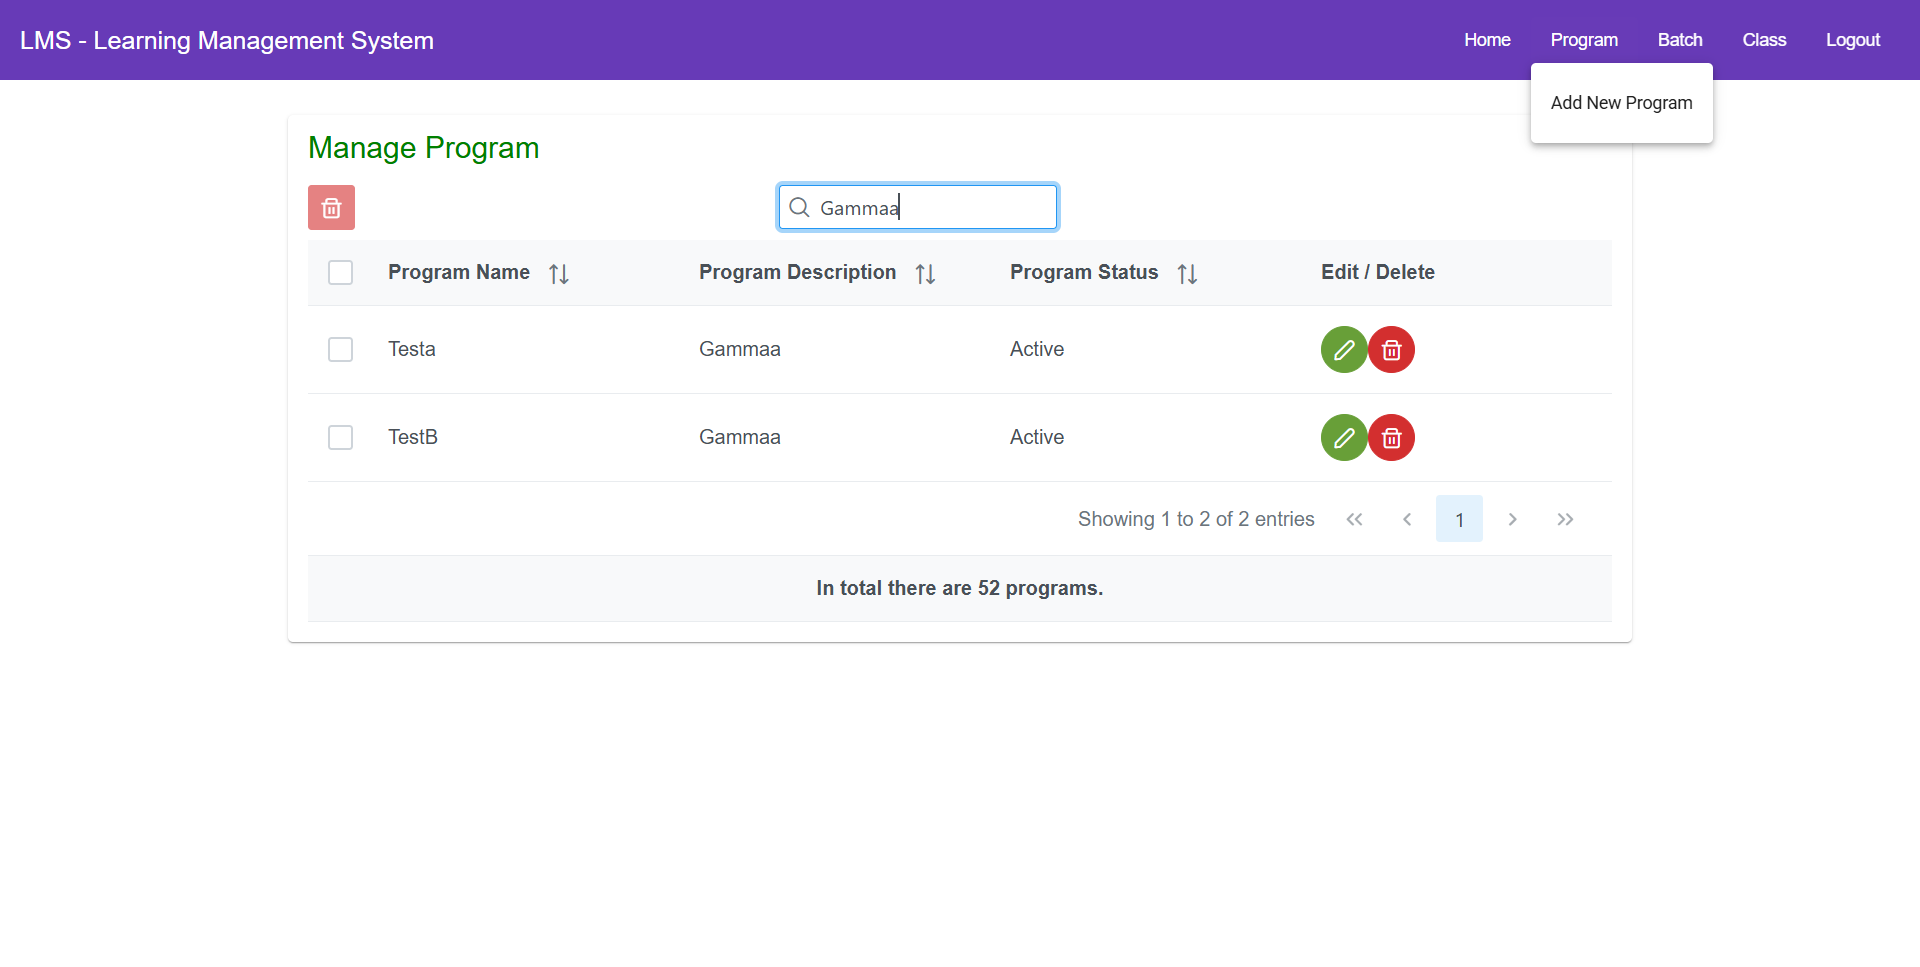 LMS - Learning Management System
Home Program Batch Class Logout
Add New Program
Manage Program
Gammaa
Program Name Program Description Program Status Edit / Delete
Testa Gammaa Active
TestB Gammaa Active
Showing 1 to 2 of 2 entries 1
In total there are 52 programs.